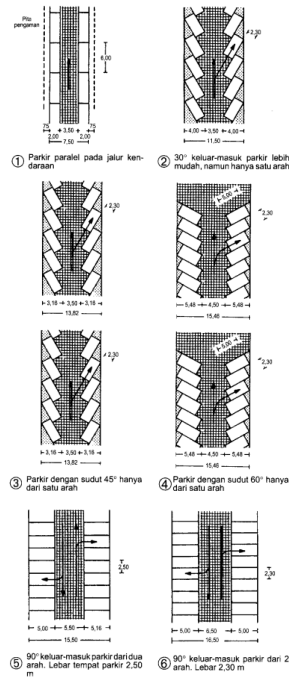 Pita
pengaman
6,00
75 3,50 75
2,00 2,00
7,50
① Parkir paralel pada jalur ken-
daraan
2,30
4,00 3,50 4,00
11,50
② 30° keluar-masuk parkir lebih
mudah, namun hanya satu arah
2,30
3,16 3,50 3,16
13,82
5,00
2,30
5,48 4,50 5,48
15,46
2,30
3,16 3,50 3,16
13,82
③ Parkir dengan sudut 45° hanya
dari satu arah
5,00
2,30
5,48 4,50 5,48
15,46
④ Parkir dengan sudut 60° hanya
dari satu arah
2,50
5,00 5,50 5,16
15,50
⑤ 90° keluar-masuk parkir dari dua
arah. Lebar tempat parkir 2,50
m
2,30
5,00 6,50 5,00
16,50
⑥ 90° keluar-masuk parkir dari 2
arah. Lebar 2,30 m